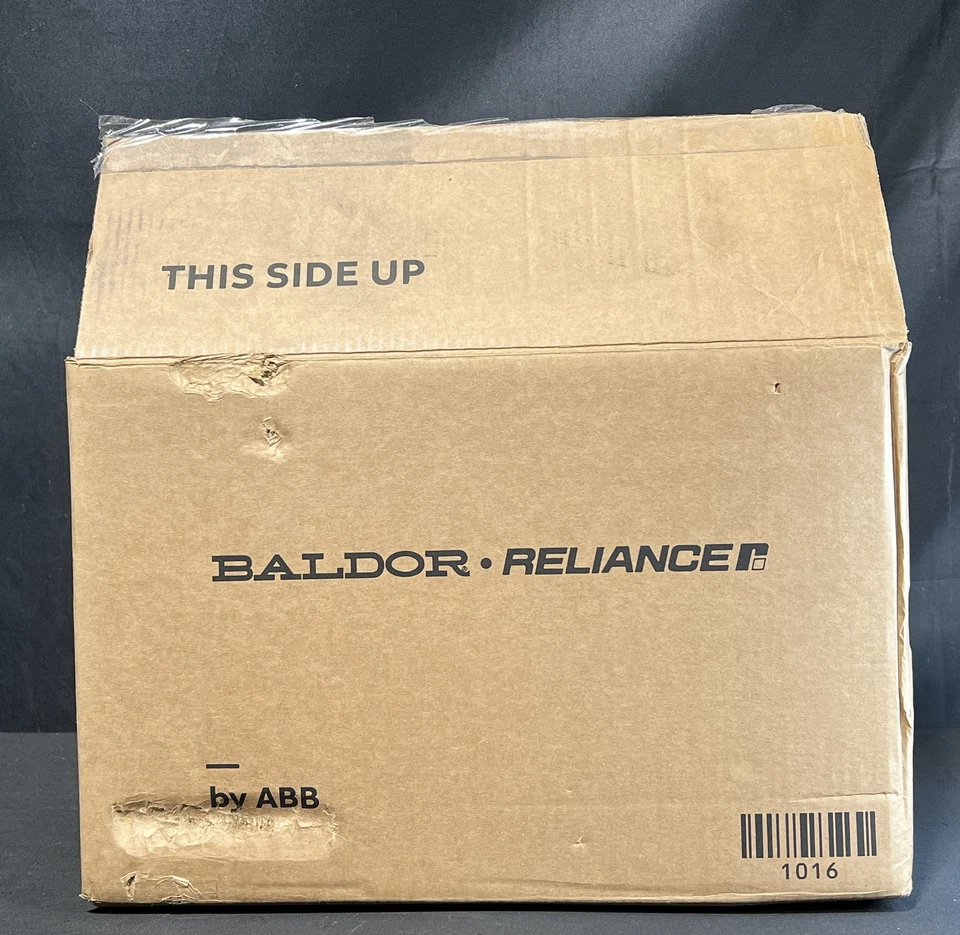 THIS SIDE UP
BALDOR® • RELIANCE
by ABB
1016